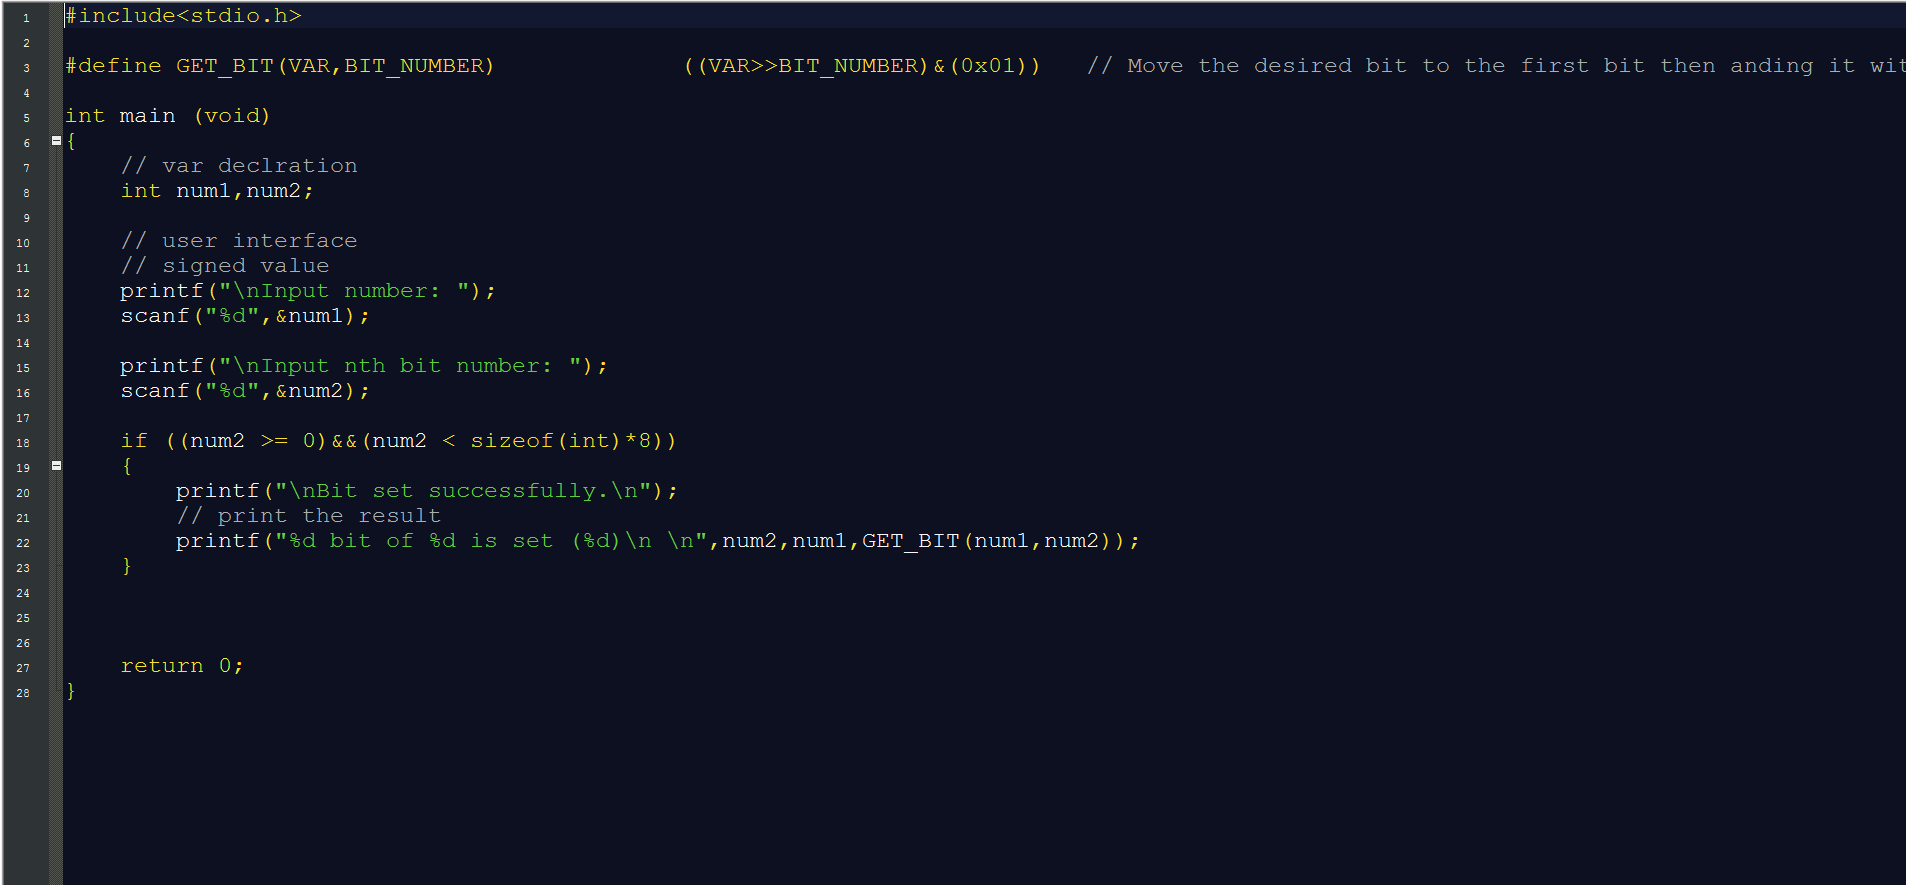 1 #include<stdio.h>
2
3 #define GET_BIT(VAR,BIT_NUMBER) ((VAR>>BIT_NUMBER)&(0x01)) // Move the desired bit to the first bit then anding it wit
4
5 int main (void)
6 {
7 // var declration
8 int num1,num2;
9
10 // user interface
11 // signed value
12 printf("\nInput number: ");
13 scanf("%d",&num1);
14
15 printf("\nInput nth bit number: ");
16 scanf("%d",&num2);
17
18 if ((num2 >= 0)&&(num2 < sizeof(int)*8))
19 {
20 printf("\nBit set successfully.\n");
21 // print the result
22 printf("%d bit of %d is set (%d)\n \n",num2,num1,GET_BIT(num1,num2));
23 }
24
25
26
27 return 0;
28 }